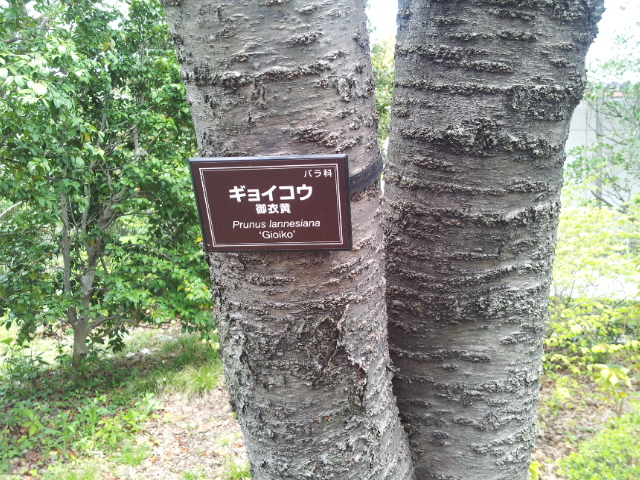 バラ科
ギョイコウ
御衣黄
Prunus lannesiana
‘Gioiko’